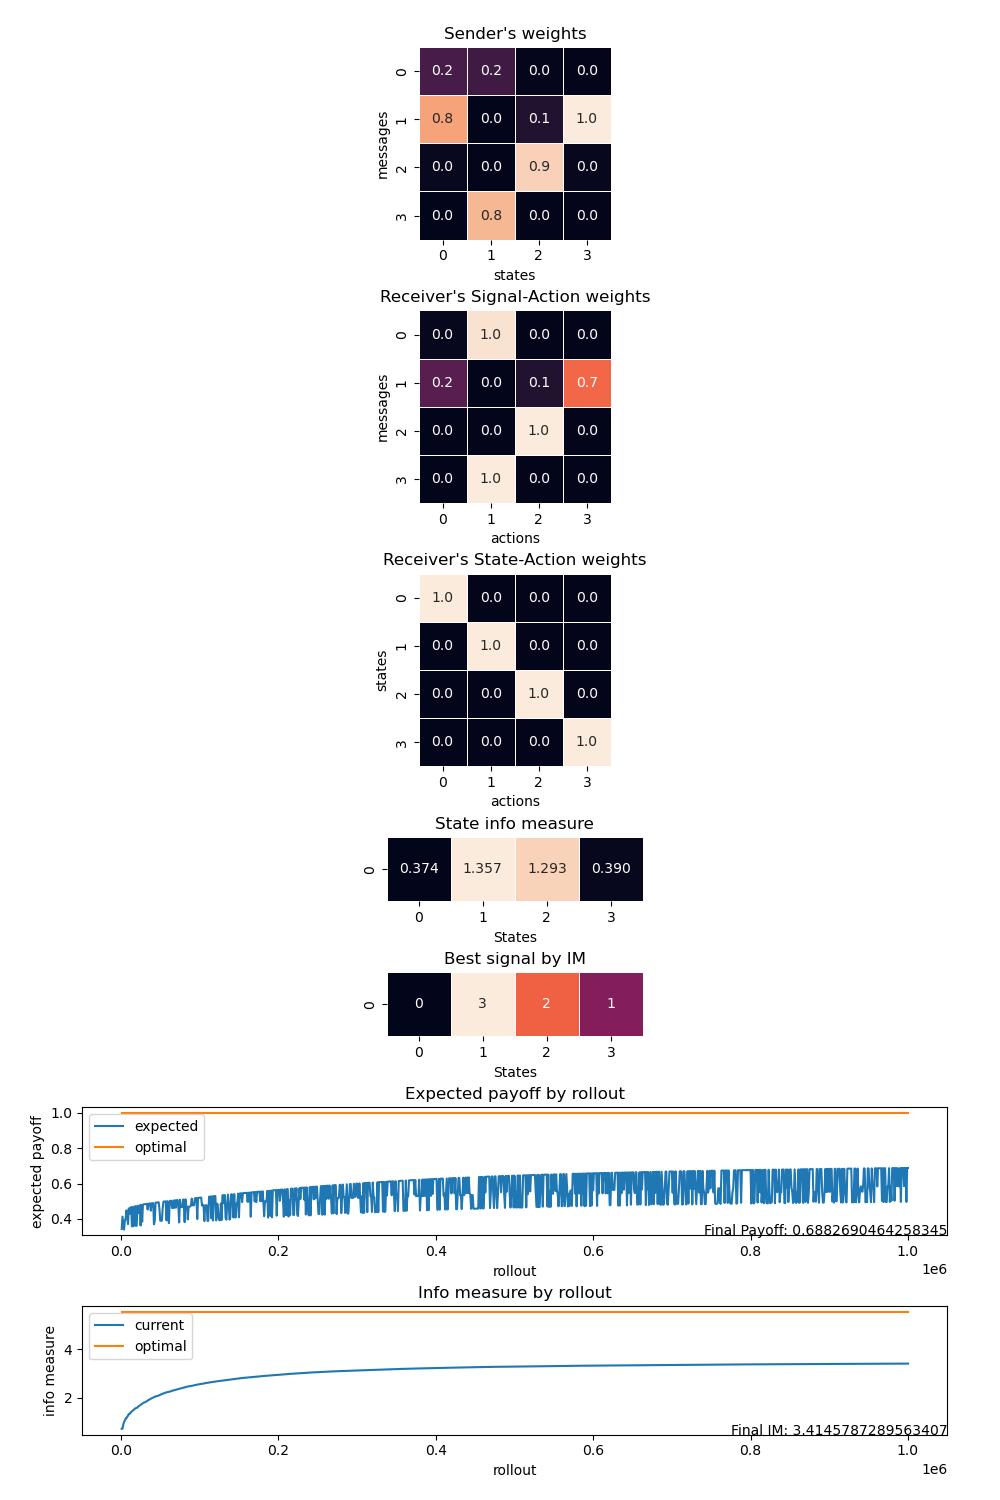 Sender's weights
0 0.2 0.2 0.0 0.0
1 0.8 0.0 0.1 1.0
messages
2 0.0 0.0 0.9 0.0
3 0.0 0.8 0.0 0.0
0 1 2 3
states
Receiver's Signal-Action weights
0 0.0 1.0 0.0 0.0
1 0.2 0.0 0.1 0.7
messages
2 0.0 0.0 1.0 0.0
3 0.0 1.0 0.0 0.0
0 1 2 3
actions
Receiver's State-Action weights
0 1.0 0.0 0.0 0.0
1 0.0 1.0 0.0 0.0
states
2 0.0 0.0 1.0 0.0
3 0.0 0.0 0.0 1.0
0 1 2 3
actions
State info measure
0 0.374 1.357 1.293 0.390
0 1 2 3
States
Best signal by IM
0 0 3 2 1
0 1 2 3
States
Expected payoff by rollout
expected payoff
1.0
0.8
0.6
0.4
expected
optimal
Final Payoff: 0.6882690464258345
0.0 0.2 0.4 0.6 0.8 1.0
1e6
rollout
Info measure by rollout
info measure
4
2
current
optimal
Final IM: 3.4145787289563407
0.0 0.2 0.4 0.6 0.8 1.0
1e6
rollout